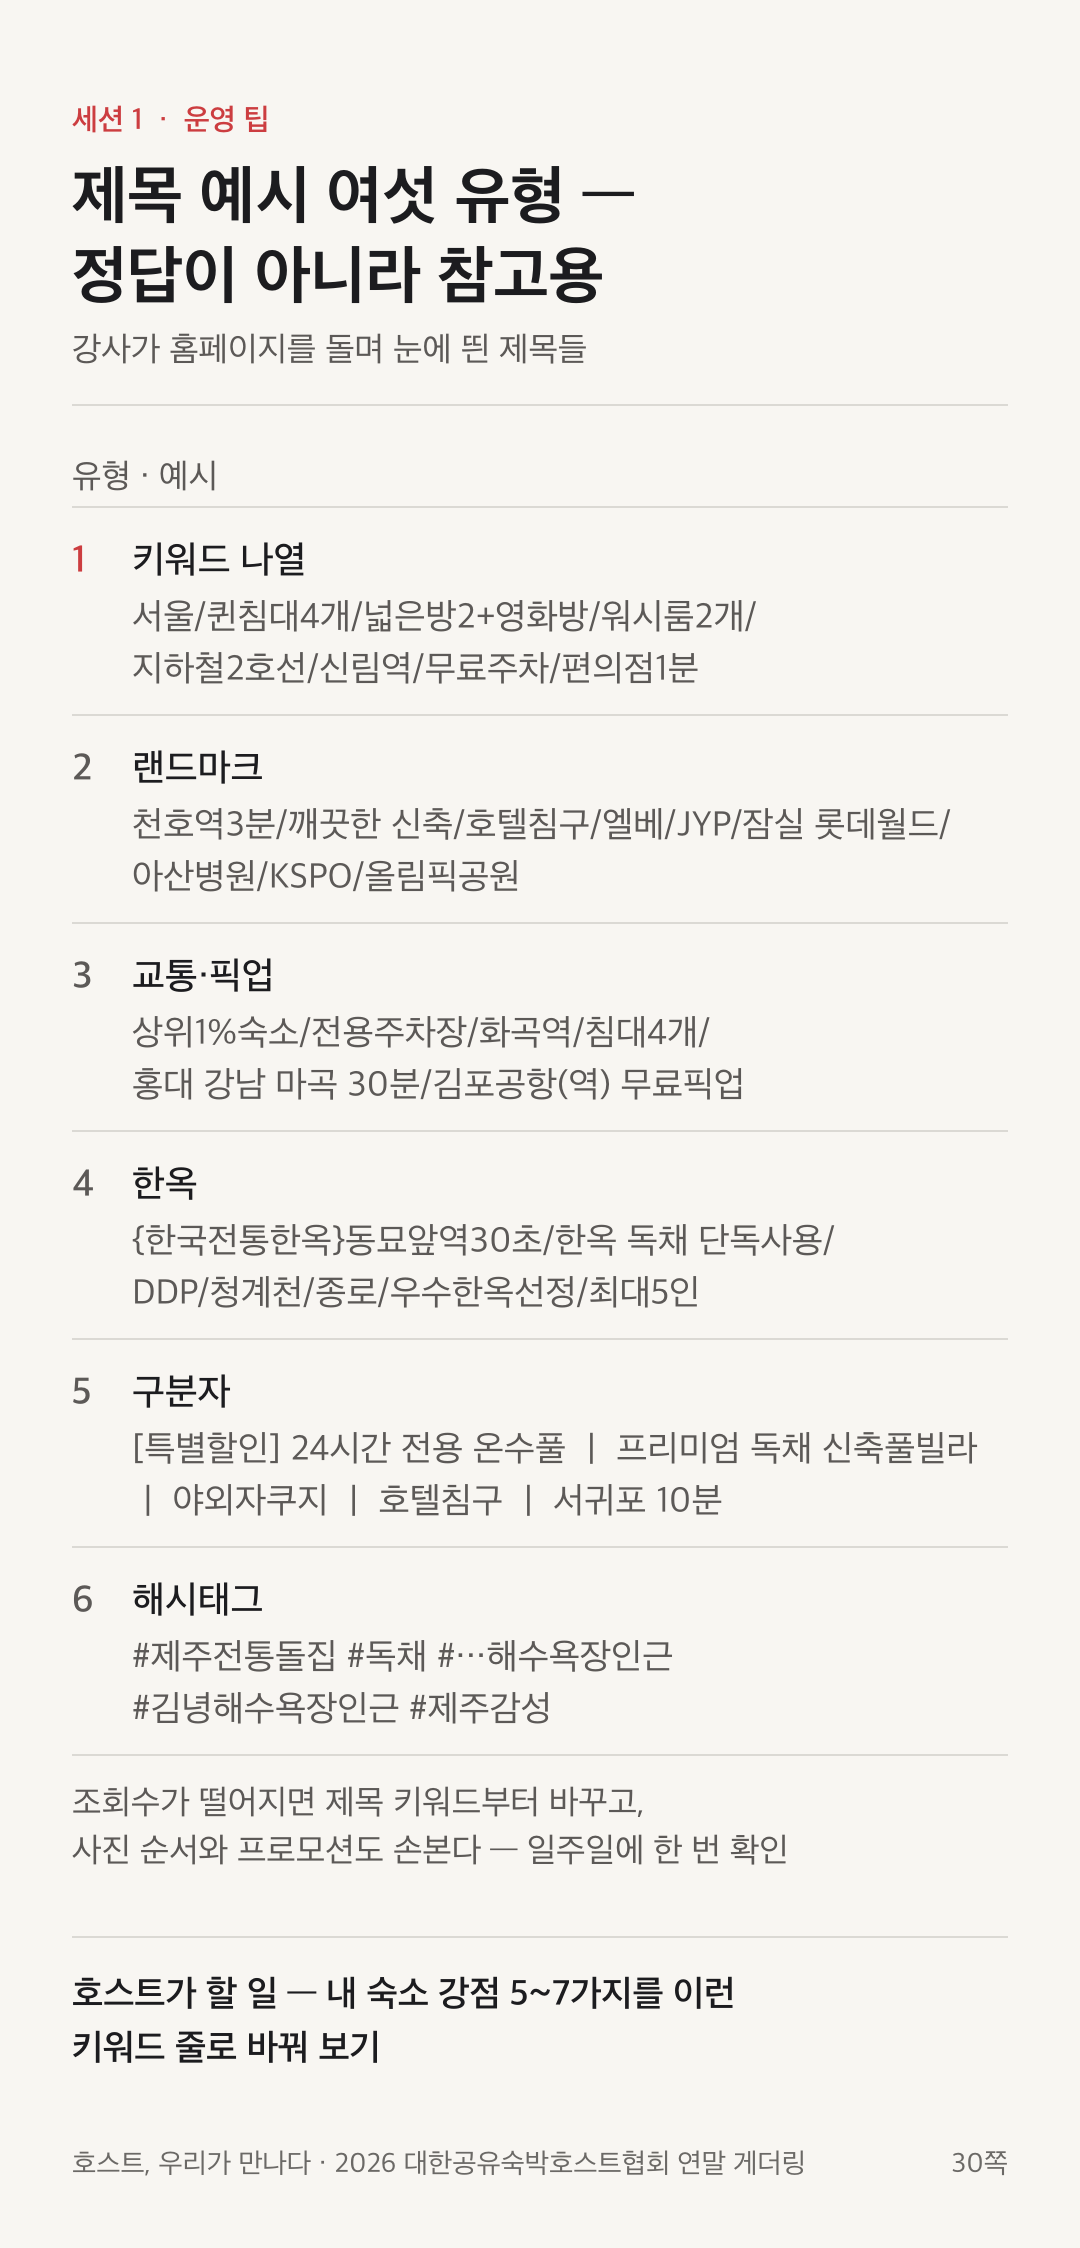 세션 1 · 운영 팁
제목 예시 여섯 유형 —
정답이 아니라 참고용
강사가 홈페이지를 돌며 눈에 띈 제목들
유형 · 예시
1 키워드 나열
서울/퀸침대4개/넓은방2+영화방/워시룸2개/
지하철2호선/신림역/무료주차/편의점1분
2 랜드마크
천호역3분/깨끗한 신축/호텔침구/엘베/JYP/잠실 롯데월드/
아산병원/KSPO/올림픽공원
3 교통·픽업
상위1%숙소/전용주차장/화곡역/침대4개/
홍대 강남 마곡 30분/김포공항(역) 무료픽업
4 한옥
{한국전통한옥}동묘앞역30초/한옥 독채 단독사용/
DDP/청계천/종로/우수한옥선정/최대5인
5 구분자
[특별할인] 24시간 전용 온수풀 | 프리미엄 독채 신축풀빌라
| 야외자쿠지 | 호텔침구 | 서귀포 10분
6 해시태그
#제주전통돌집 #독채 #…해수욕장인근
#김녕해수욕장인근 #제주감성
조회수가 떨어지면 제목 키워드부터 바꾸고,
사진 순서와 프로모션도 손본다 — 일주일에 한 번 확인
호스트가 할 일 — 내 숙소 강점 5~7가지를 이런
키워드 줄로 바꿔 보기
호스트, 우리가 만나다 · 2026 대한공유숙박호스트협회 연말 게더링 30쪽